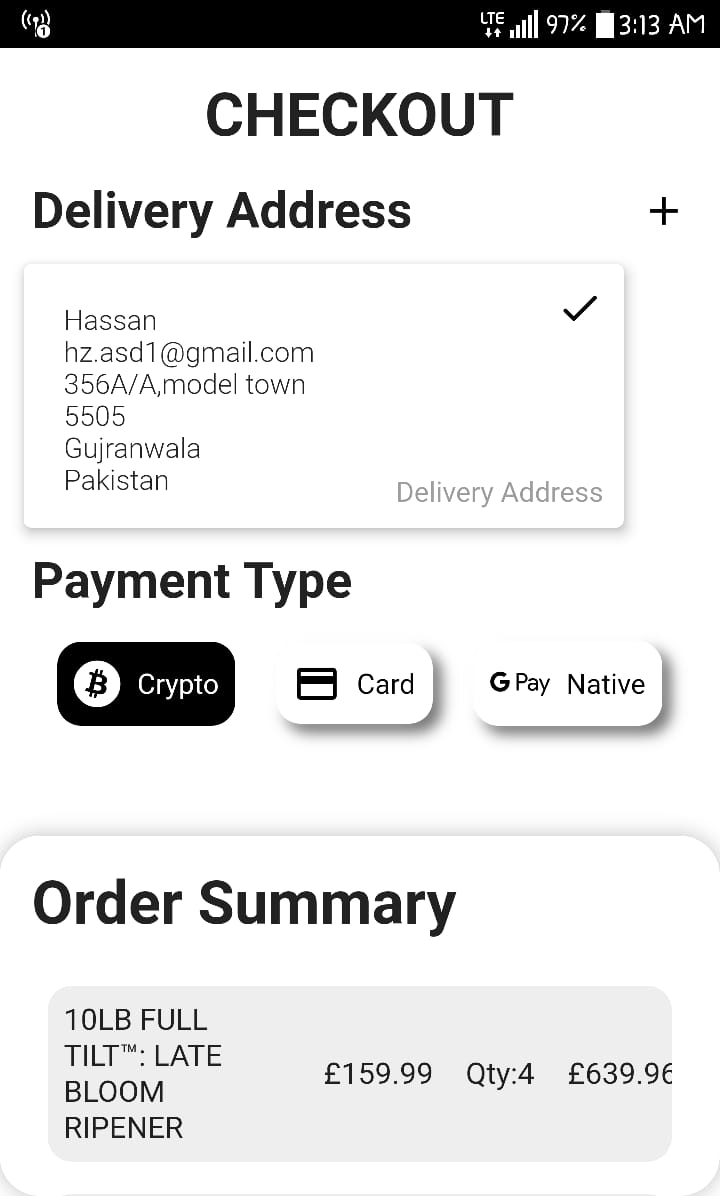 LTE 97% 3:13 AM
1
CHECKOUT
Delivery Address
+
Hassan
hz.asd1@gmail.com
356A/A,model town
5505
Gujranwala
Pakistan
Delivery Address
Payment Type
Crypto
Card
G Pay Native
Order Summary
10LB FULL
TILT™: LATE
BLOOM
RIPENER
£159.99 Qty:4 £639.96